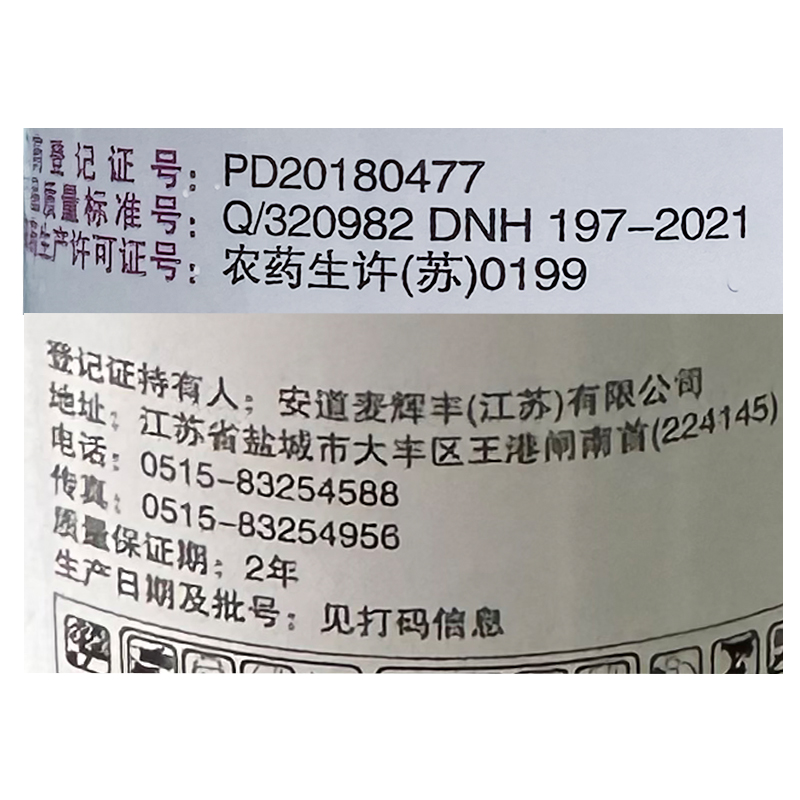 登记证号：PD20180477
质量标准号：Q/320982 DNH 197-2021
生产许可证号：农药生许(苏)0199
登记证持有人：安道麦辉丰(江苏)有限公司
地址：江苏省盐城市大丰区王港闸南首(224145)
电话：0515-83254588
传真：0515-83254956
质量保证期：2年
生产日期及批号：见打码信息